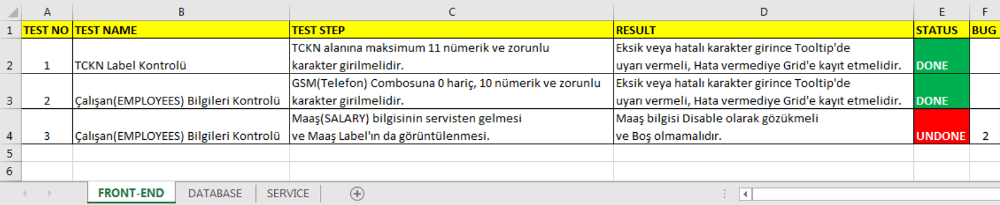 A B C D E F
1 TEST NO TEST NAME TEST STEP RESULT STATUS BUG
TCKN alanına maksimum 11 nümerik ve zorunlu Eksik veya hatalı karakter girince Tooltip'de
2 1 TCKN Label Kontrolü karakter girilmelidir. uyarı vermeli, Hata vermediye Grid'e kayıt etmelidir. DONE
GSM(Telefon) Combosuna 0 hariç, 10 nümerik ve zorunlu Eksik veya hatalı karakter girince Tooltip'de
3 2 Çalışan(EMPLOYEES) Bilgileri Kontrolü karakter girilmelidir. uyarı vermeli, Hata vermediye Grid'e kayıt etmelidir. DONE
Maaş(SALARY) bilgisinin servisten gelmesi Maaş bilgisi Disable olarak gözükmeli
4 3 Çalışan(EMPLOYEES) Bilgileri Kontrolü ve Maaş Label'ın da görüntülenmesi. ve Boş olmamalıdır. UNDONE 2
5
6
FRONT-END DATABASE SERVICE